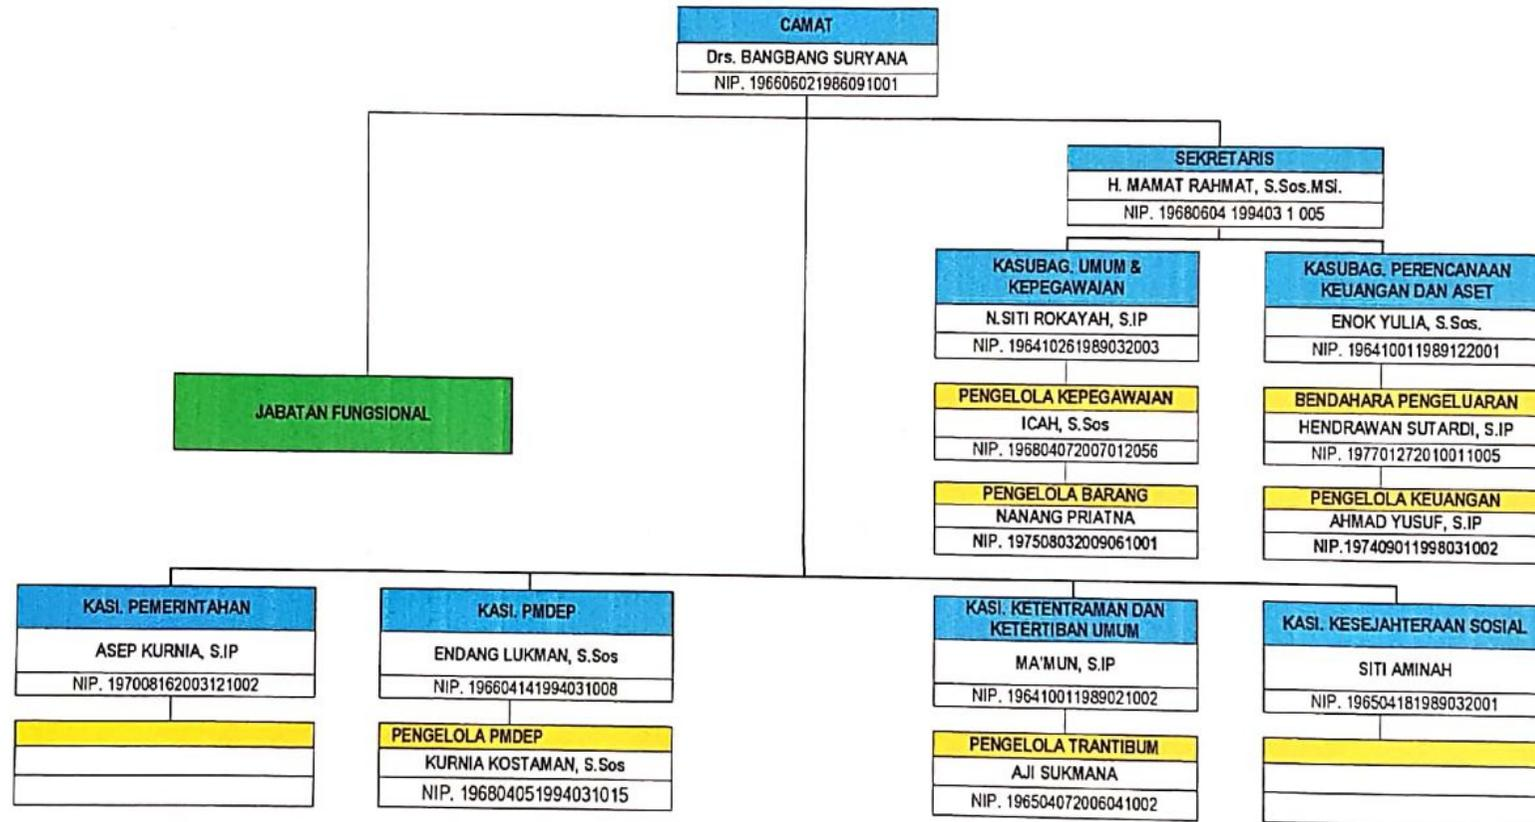 CAMAT
Drs. BANGBANG SURYANA
NIP. 196606021986091001
SEKRETARIS
H. MAMAT RAHMAT, S.Sos.MSi.
NIP. 19680604 199403 1 005
KASUBAG. UMUM &
KEPEGAWAIAN
N.SITI ROKAYAH, S.IP
NIP. 196410261989032003
KASUBAG. PERENCANAAN
KEUANGAN DAN ASET
ENOK YULIA, S.Sos.
NIP. 196410011989122001
JABATAN FUNGSIONAL
PENGELOLA KEPEGAWAIAN
ICAH, S.Sos
NIP. 196804072007012056
BENDAHARA PENGELUARAN
HENDRAWAN SUTARDI, S.IP
NIP. 197701272010011005
PENGELOLA BARANG
NANANG PRIATNA
NIP. 197508032009061001
PENGELOLA KEUANGAN
AHMAD YUSUF, S.IP
NIP.197409011998031002
KASI. PEMERINTAHAN
ASEP KURNIA, S.IP
NIP. 197008162003121002
KASI. PMDEP
ENDANG LUKMAN, S.Sos
NIP. 196604141994031008
KASI. KETENTRAMAN DAN
KETERTIBAN UMUM
MA'MUN, S.IP
NIP. 196410011989021002
KASI. KESEJAHTERAAN SOSIAL
SITI AMINAH
NIP. 196504181989032001
PENGELOLA PMDEP
KURNIA KOSTAMAN, S.Sos
NIP. 196804051994031015
PENGELOLA TRANTIBUM
AJI SUKMANA
NIP. 196504072006041002